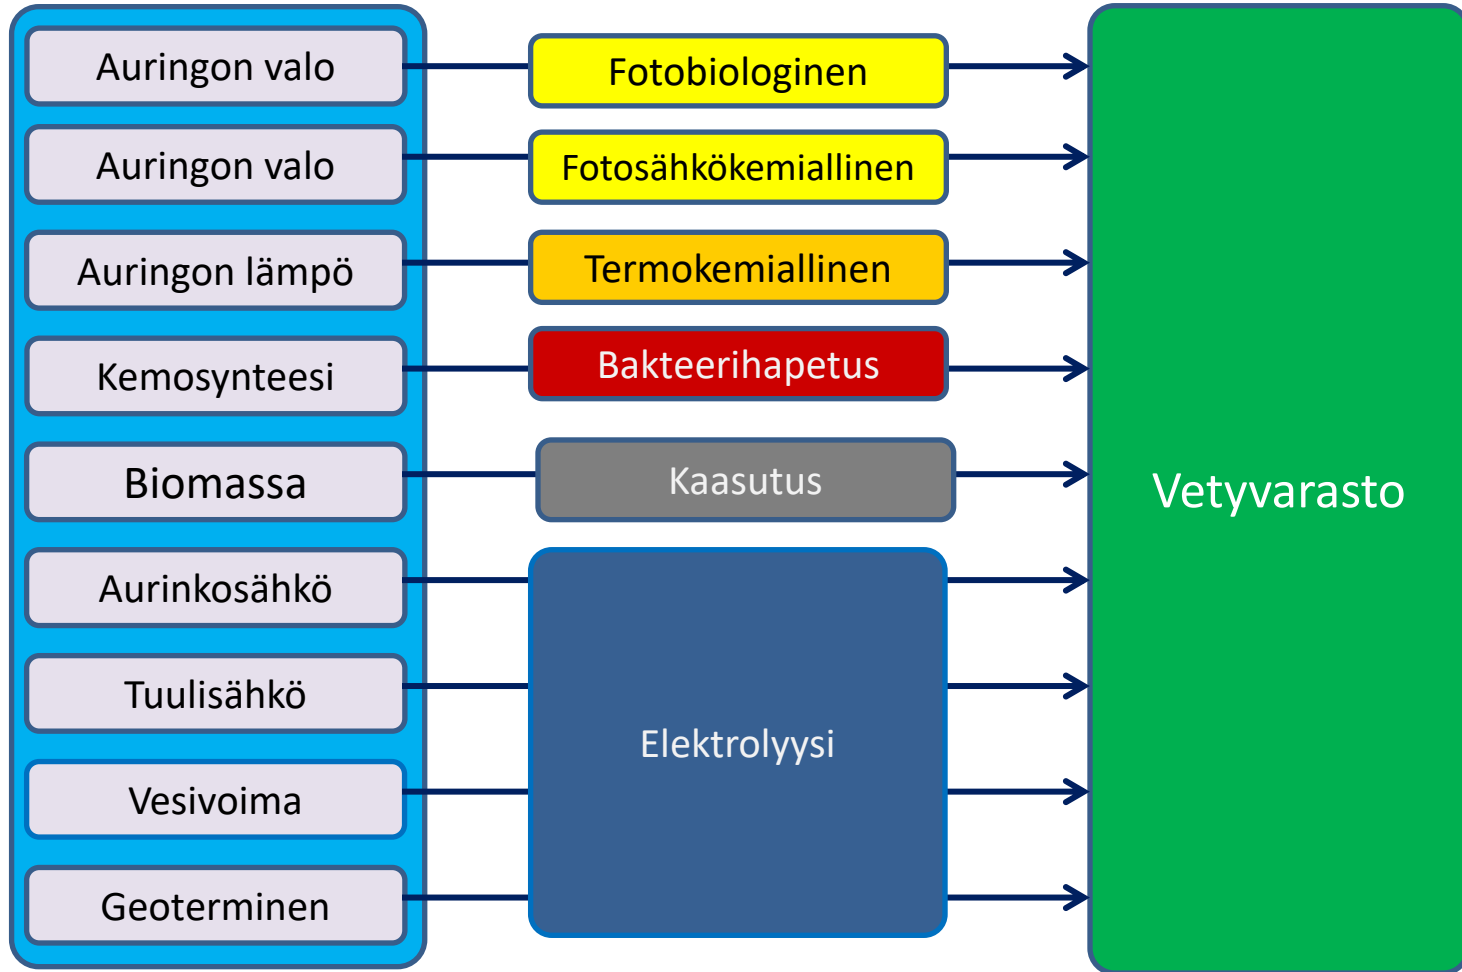 Auringon valo
Fotobiologinen
Auringon valo
Fotosähkökemiallinen
Auringon lämpö
Termokemiallinen
Kemosynteesi
Bakteerihapetus
Biomassa
Kaasutus
Vetyvarasto
Aurinkosähkö
Tuulisähkö
Elektrolyysi
Vesivoima
Geoterminen